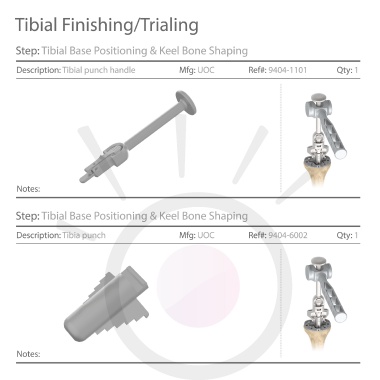 Tibial Finishing/Trialing
Step: Tibial Base Positioning & Keel Bone Shaping
Description: Tibial punch handle Mfg: UOC Ref#: 9404-1101 Qty: 1
Notes:
Step: Tibial Base Positioning & Keel Bone Shaping
Description: Tibia punch Mfg: UOC Ref#: 9404-6002 Qty: 1
Notes: